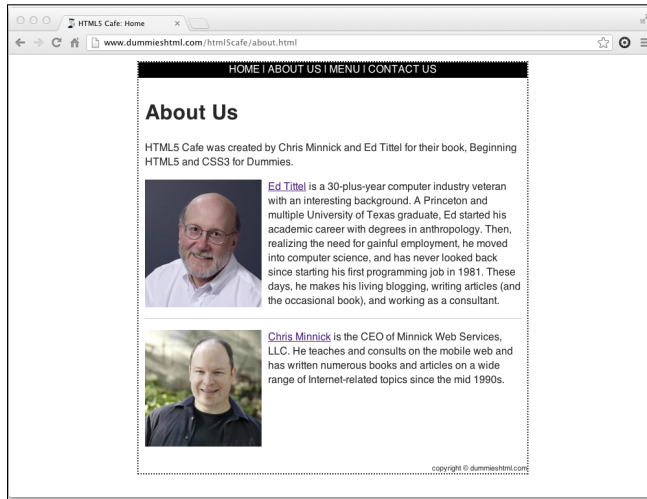 HTML5 Cafe: Home
www.dummieshtml.com/html5cafe/about.html
HOME | ABOUT US | MENU | CONTACT US
About Us
HTML5 Cafe was created by Chris Minnick and Ed Tittel for their book, Beginning
HTML5 and CSS3 for Dummies.
Ed Tittel is a 30-plus-year computer industry veteran
with an interesting background. A Princeton and
multiple University of Texas graduate, Ed started his
academic career with degrees in anthropology. Then,
realizing the need for gainful employment, he moved
into computer science, and has never looked back
since starting his first programming job in 1981. These
days, he makes his living blogging, writing articles (and
the occasional book), and working as a consultant.
Chris Minnick is the CEO of Minnick Web Services,
LLC. He teaches and consults on the mobile web and
has written numerous books and articles on a wide
range of Internet-related topics since the mid 1990s.
copyright © dummieshtml.com